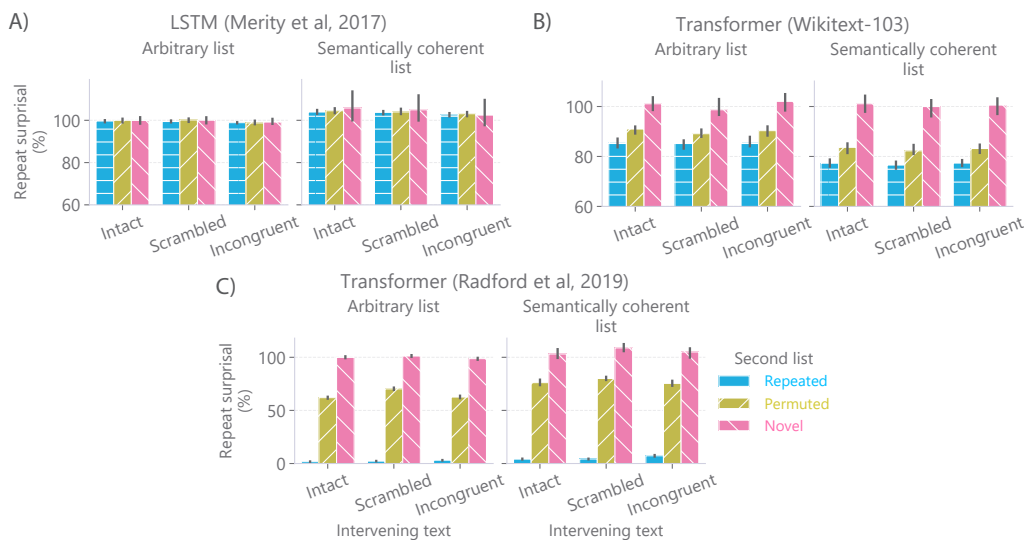 A)
LSTM (Merity et al, 2017)
Arbitrary list
Semantically coherent
list
Repeat surprisal
(%)
100
80
60
Intact
Scrambled
Incongruent
Intact
Scrambled
Incongruent
B)
Transformer (Wikitext-103)
Arbitrary list
Semantically coherent
list
100
80
60
Intact
Scrambled
Incongruent
Intact
Scrambled
Incongruent
C)
Transformer (Radford et al, 2019)
Arbitrary list
Semantically coherent
list
Repeat surprisal
(%)
100
50
0
Intact
Scrambled
Incongruent
Intact
Scrambled
Incongruent
Intervening text
Intervening text
Second list
Repeated
Permuted
Novel